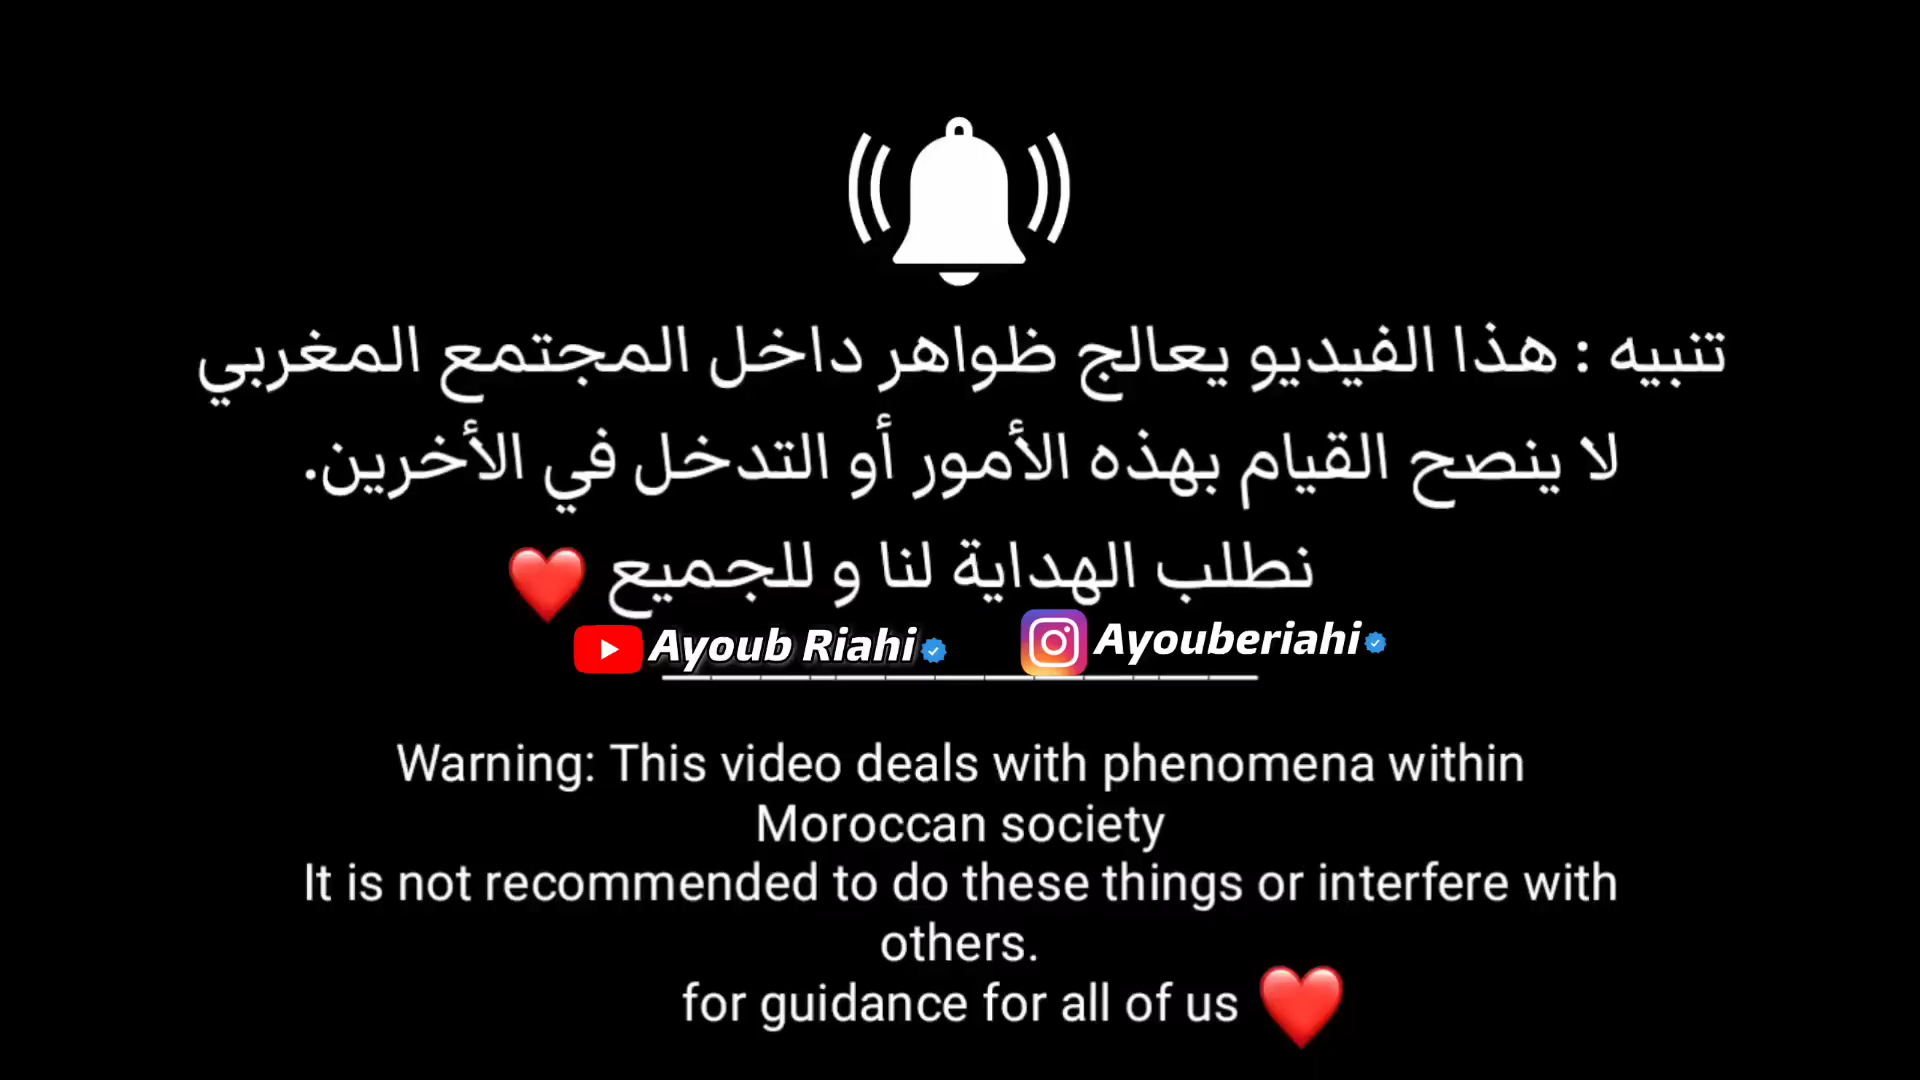 تنبيه : هذا الفيديو يعالج ظواهر داخل المجتمع المغربي
لا ينصح القيام بهذه الأمور أو التدخل في الأخرين.
نطلب الهداية لنا و للجميع ❤️
Ayoub Riahi
Ayouberiahi
Warning: This video deals with phenomena within
Moroccan society
It is not recommended to do these things or interfere with
others.
for guidance for all of us ❤️